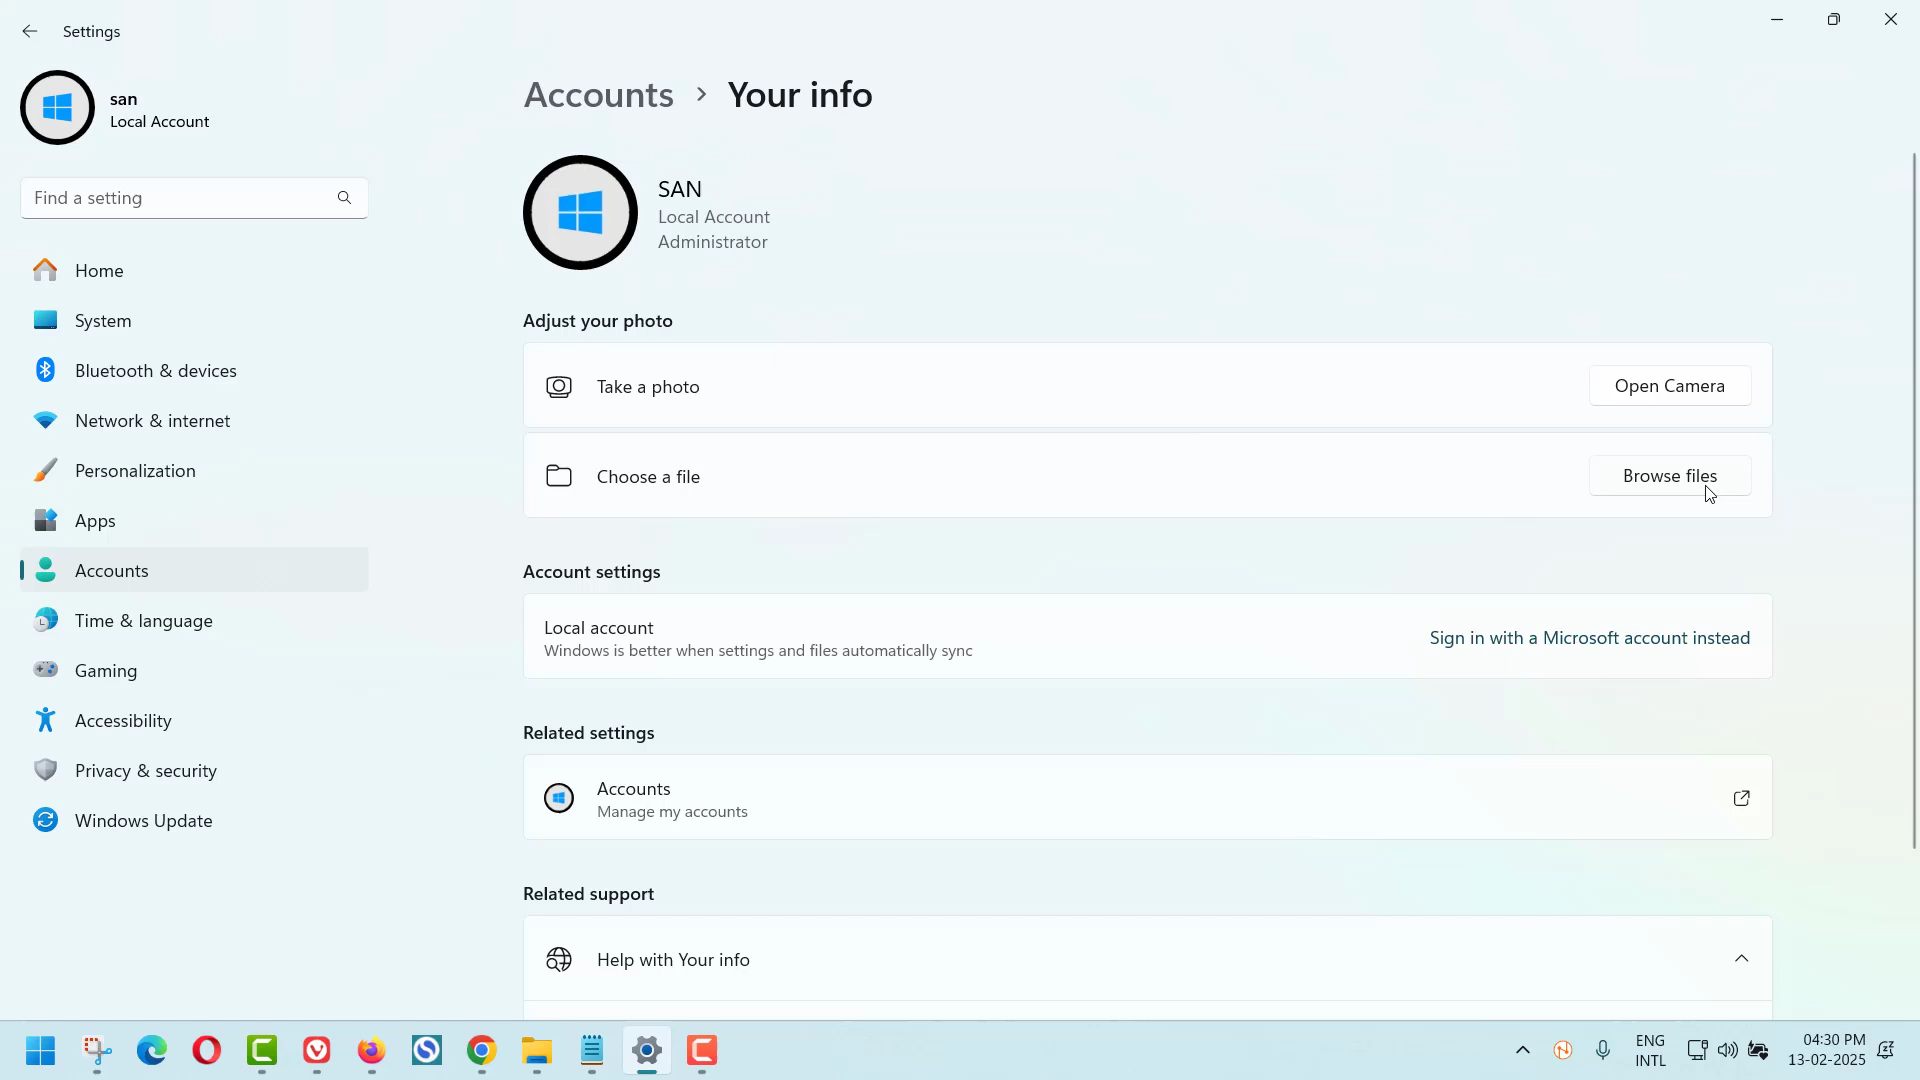 Settings
san
Local Account
Find a setting
Home
System
Bluetooth & devices
Network & internet
Personalization
Apps
Accounts
Time & language
Gaming
Accessibility
Privacy & security
Windows Update
Accounts > Your info
SAN
Local Account
Administrator
Adjust your photo
Take a photo
Open Camera
Choose a file
Browse files
Account settings
Local account
Windows is better when settings and files automatically sync
Sign in with a Microsoft account instead
Related settings
Accounts
Manage my accounts
Related support
Help with Your info
ENG
INTL
04:30 PM
13-02-2025